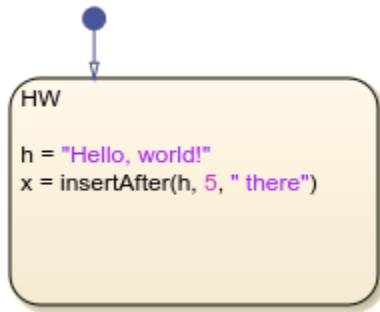 HW
h = "Hello, world!"
x = insertAfter(h, 5, " there")